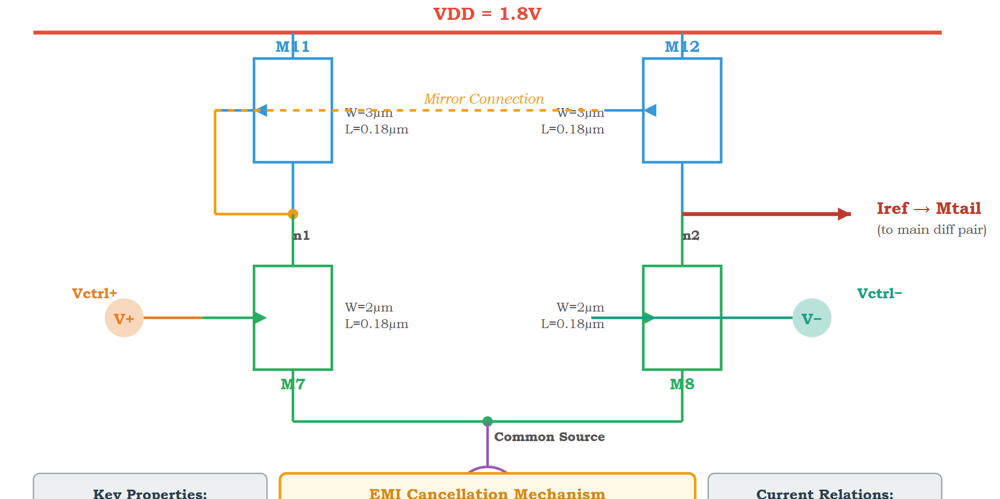 VDD = 1.8V
M11
M12
Mirror Connection
W=3µm
L=0.18µm
W=3µm
L=0.18µm
Iref → Mtail
(to main diff pair)
n1
n2
Vctrl+
V+
W=2µm
L=0.18µm
W=2µm
L=0.18µm
Vctrl−
V−
M7
M8
Common Source
Key Properties:
EMI Cancellation Mechanism
Current Relations: